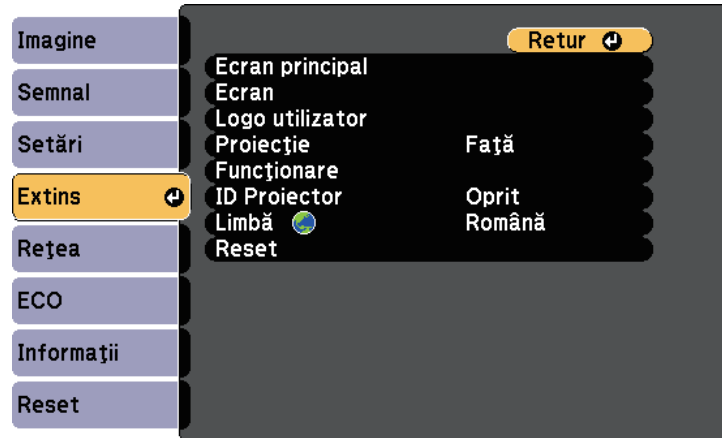 Imagine
Semnal
Setări
Extins
Reţea
ECO
Informaţii
Reset
Retur
Ecran principal
Ecran
Logo utilizator
Proiecţie Faţă
Funcţionare
ID Proiector Oprit
Limbă Română
Reset